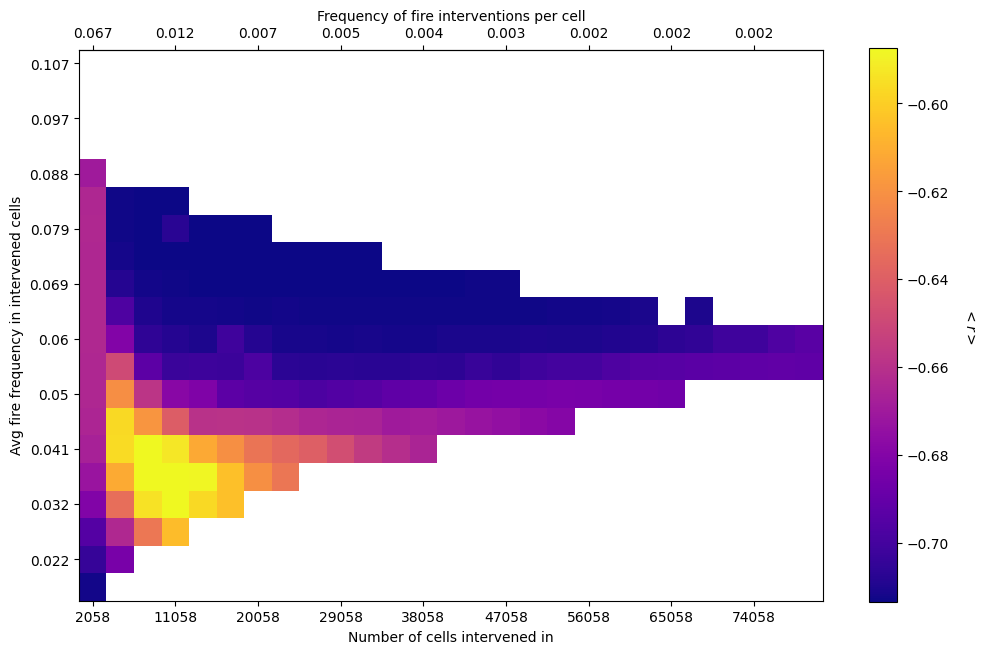 Frequency of fire interventions per cell
0.067 0.012 0.007 0.005 0.004 0.003 0.002 0.002 0.002
0.107
0.097
0.088
0.079
0.069
0.06
0.05
0.041
0.032
0.022
Avg fire frequency in intervened cells
2058 11058 20058 29058 38058 47058 56058 65058 74058
Number of cells intervened in
−0.60
−0.62
−0.64
−0.66
−0.68
−0.70
< r >